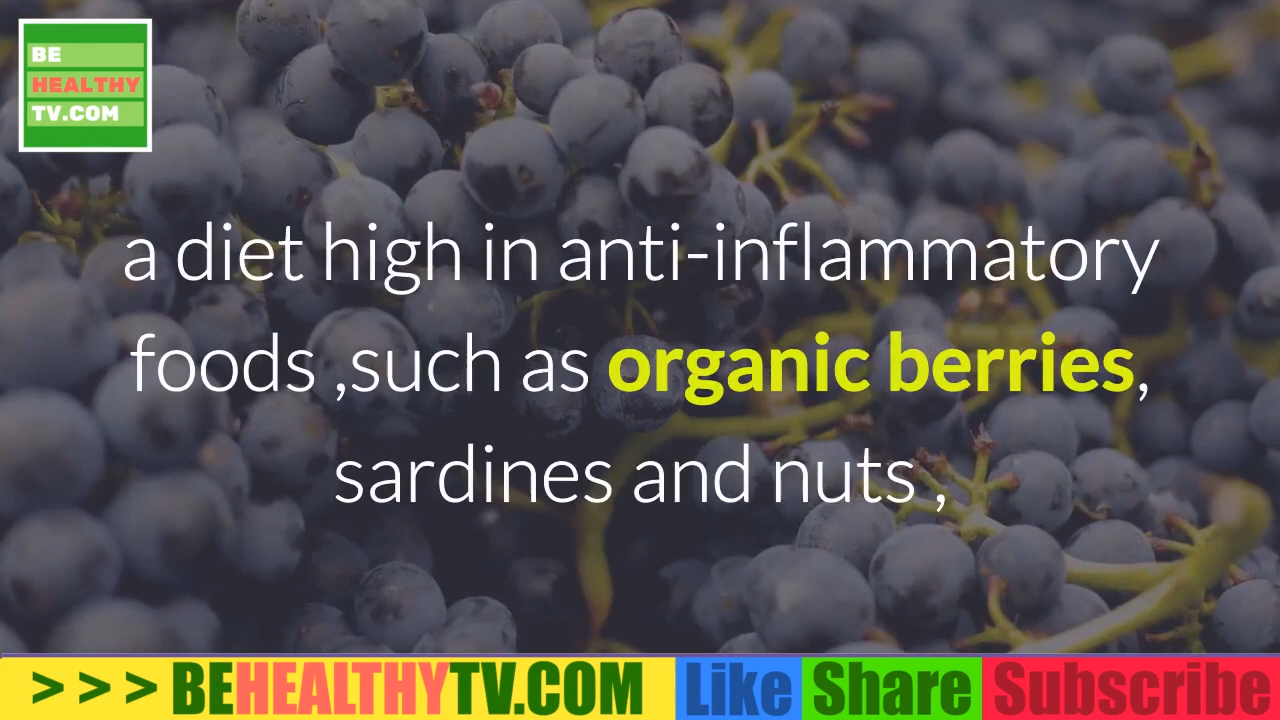 BE
HEALTHY
TV.COM
a diet high in anti-inflammatory
foods ,such as organic berries,
sardines and nuts ,
> > > BEHEALTHYTV.COM Like Share Subscribe